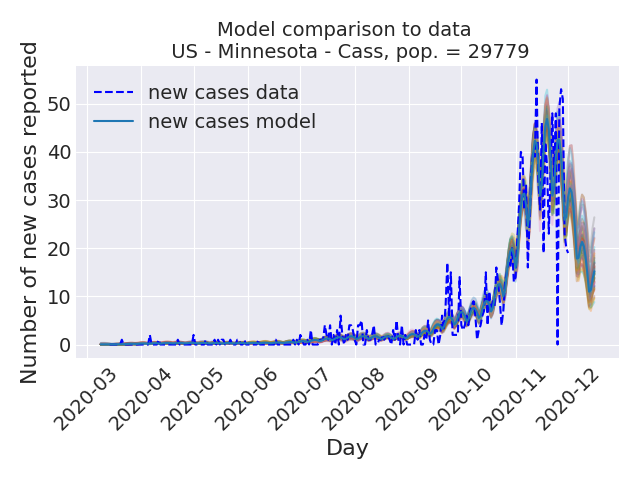 Model comparison to data
US - Minnesota - Cass, pop. = 29779
Number of new cases reported
50
40
30
20
10
0
new cases data
new cases model
2020-03
2020-04
2020-05
2020-06
2020-07
2020-08
2020-09
2020-10
2020-11
2020-12
Day